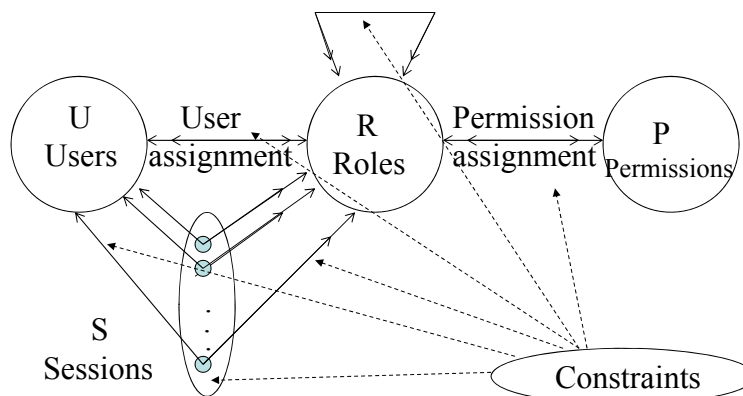 U
Users
User
assignment
R
Roles
Permission
assignment
P
Permissions
S
Sessions
Constraints